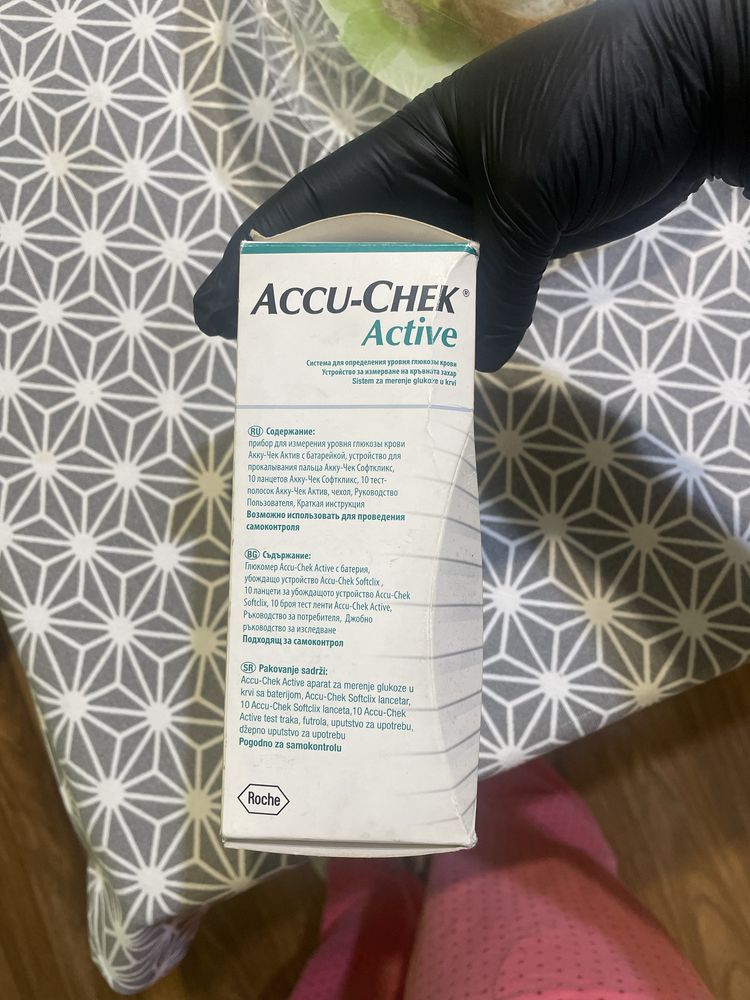 ACCU-CHEK®
Active
Система для определения уровня глюкозы крови
Устройство за измерване на кръвната захар
Sistem za merenje glukoze u krvi
RU Содержание:
прибор для измерения уровня глюкозы крови
Акку-Чек Актив с батарейкой, устройство для
прокалывания пальца Акку-Чек Софткликс,
10 ланцетов Акку-Чек Софткликс, 10 тест-
полосок Акку-Чек Актив, чехол, Руководство
Пользователя, Краткая инструкция
Возможно использовать для проведения
самоконтроля
BG Съдържание:
Глюкомер Accu-Chek Active с батерия,
убождащо устройство Accu-Chek Softclix ,
10 ланцети за убождащото устройство Accu-Chek
Softclix, 10 броя тест ленти Accu-Chek Active,
Ръководство за потребителя, Джобно
ръководство за изследване
Подходящ за самоконтрол
SR Pakovanje sadrži:
Accu-Chek Active aparat za merenje glukoze u
krvi sa baterijom, Accu-Chek Softclix lancetar,
10 Accu-Chek Softclix lanceta,10 Accu-Chek
Active test traka, futrola, uputstvo za upotrebu,
džepno uputstvo za upotrebu
Pogodno za samokontrolu
Roche